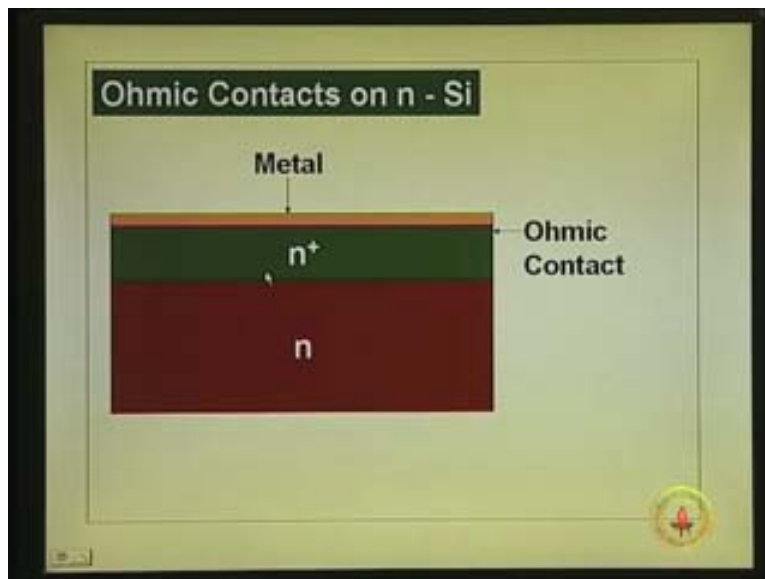 Ohmic Contacts on n - Si
Metal
n⁺
Ohmic
Contact
n